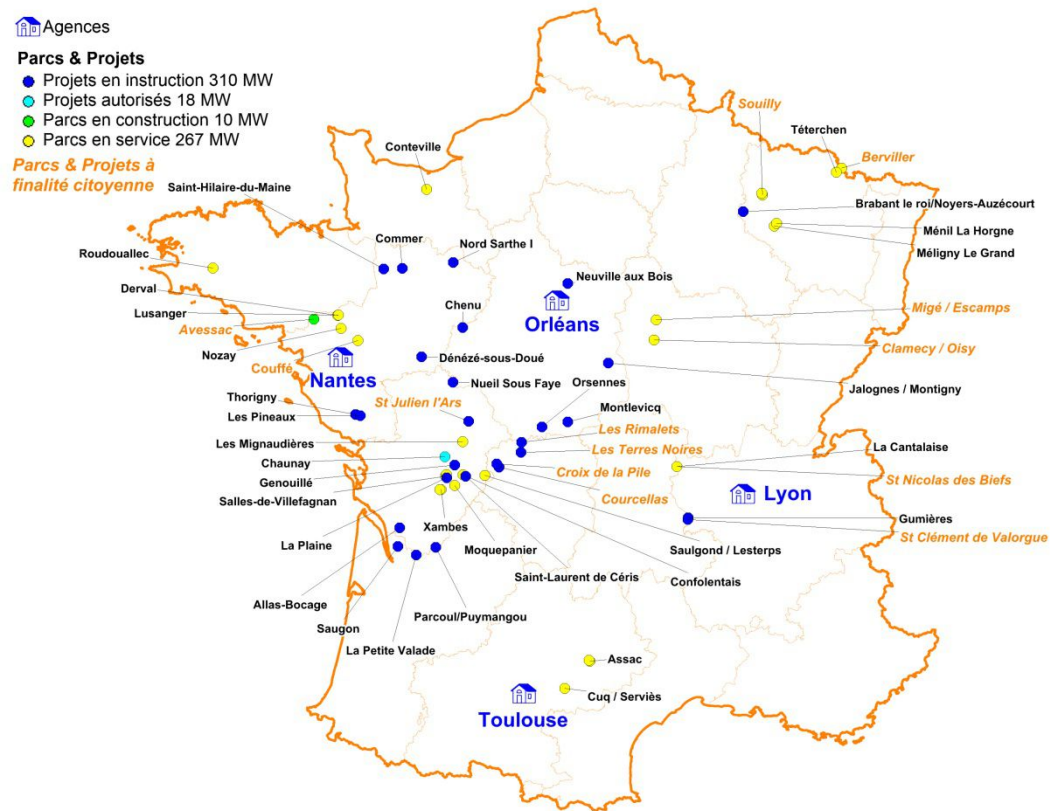 Agences
Parcs & Projets
Projets en instruction 310 MW
Projets autorisés 18 MW
Parcs en construction 10 MW
Parcs en service 267 MW
Parcs & Projets à
finalité citoyenne
Souilly
Téterchen
Berviller
Conteville
Saint-Hilaire-du-Maine
Brabant le roi/Noyers-Auzécourt
Ménil La Horgne
Méligny Le Grand
Commer
Nord Sarthe I
Roudouallec
Neuville aux Bois
Derval
Chenu
Lusanger
Migé / Escamps
Avessac
Orléans
Clamecy / Oisy
Nozay
Dénézé-sous-Doué
Couffé
Nantes
Nueil Sous Faye
Orsennes
Jalognes / Montigny
Thorigny
St Julien l'Ars
Montlevicq
Les Pineaux
Les Rimalets
Les Mignaudières
Les Terres Noires
La Cantalaise
Chaunay
Croix de la Pile
St Nicolas des Biefs
Genouillé
Courcellas
Lyon
Salles-de-Villefagnan
Gumières
Xambes
St Clément de Valorgue
La Plaine
Moquepanier
Saulgond / Lesterps
Saint-Laurent de Céris
Confolentais
Allas-Bocage
Parcoul/Puymangou
Saugon
La Petite Valade
Assac
Cuq / Serviès
Toulouse